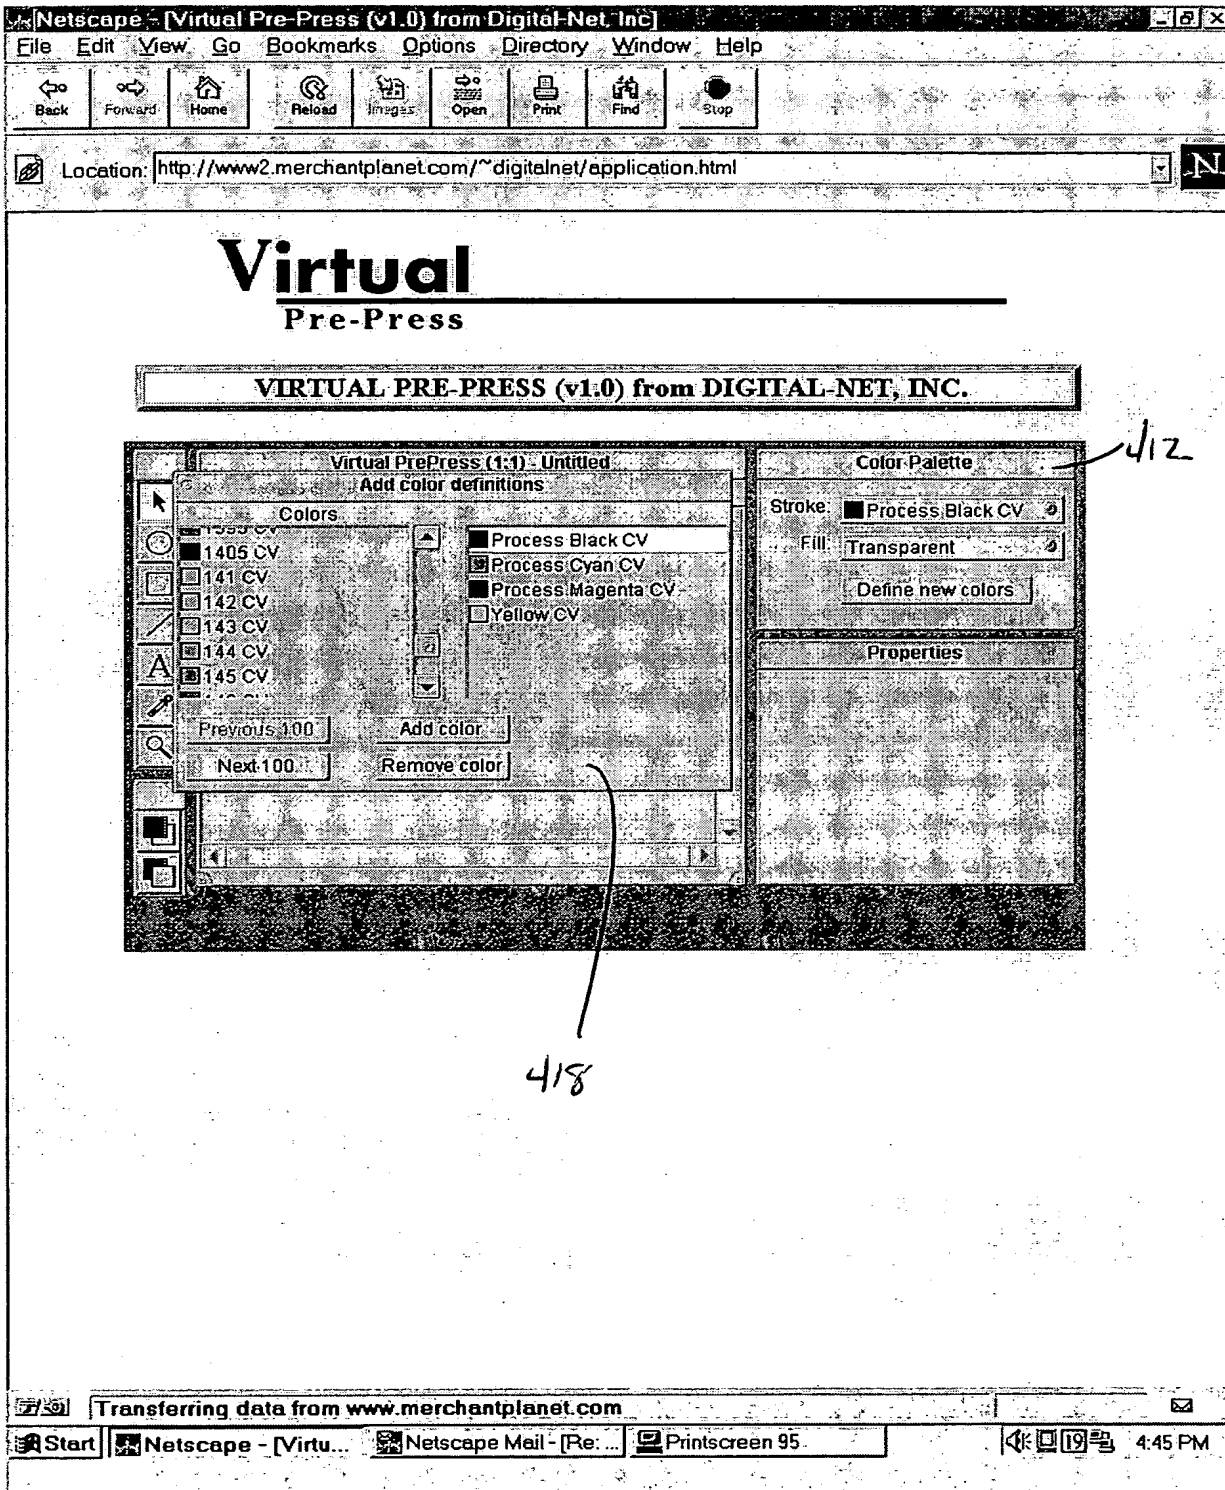 Netscape - [Virtual Pre-Press (v1.0) from Digital-Net, Inc]
File Edit View Go Bookmarks Options Directory Window Help
Back Forward Home Reload Images Open Print Find Stop
Location: http://www2.merchantplanet.com/~digitalnet/application.html
N
Virtual
Pre-Press
VIRTUAL PRE-PRESS (v1.0) from DIGITAL-NET, INC.
412
Virtual PrePress (1:1) - Untitled
Color Palette
Add color definitions
Colors
Stroke: Process Black CV
Fill: Transparent
Define new colors
1395 CV
1405 CV
141 CV
142 CV
143 CV
144 CV
145 CV
Process Black CV
Process Cyan CV
Process Magenta CV
Yellow CV
A
Properties
Previous 100 Add color
Next 100 Remove color
418
Transferring data from www.merchantplanet.com
Start Netscape - [Virtu... Netscape Mail - [Re: ... Printscreen 95 19 4:45 PM